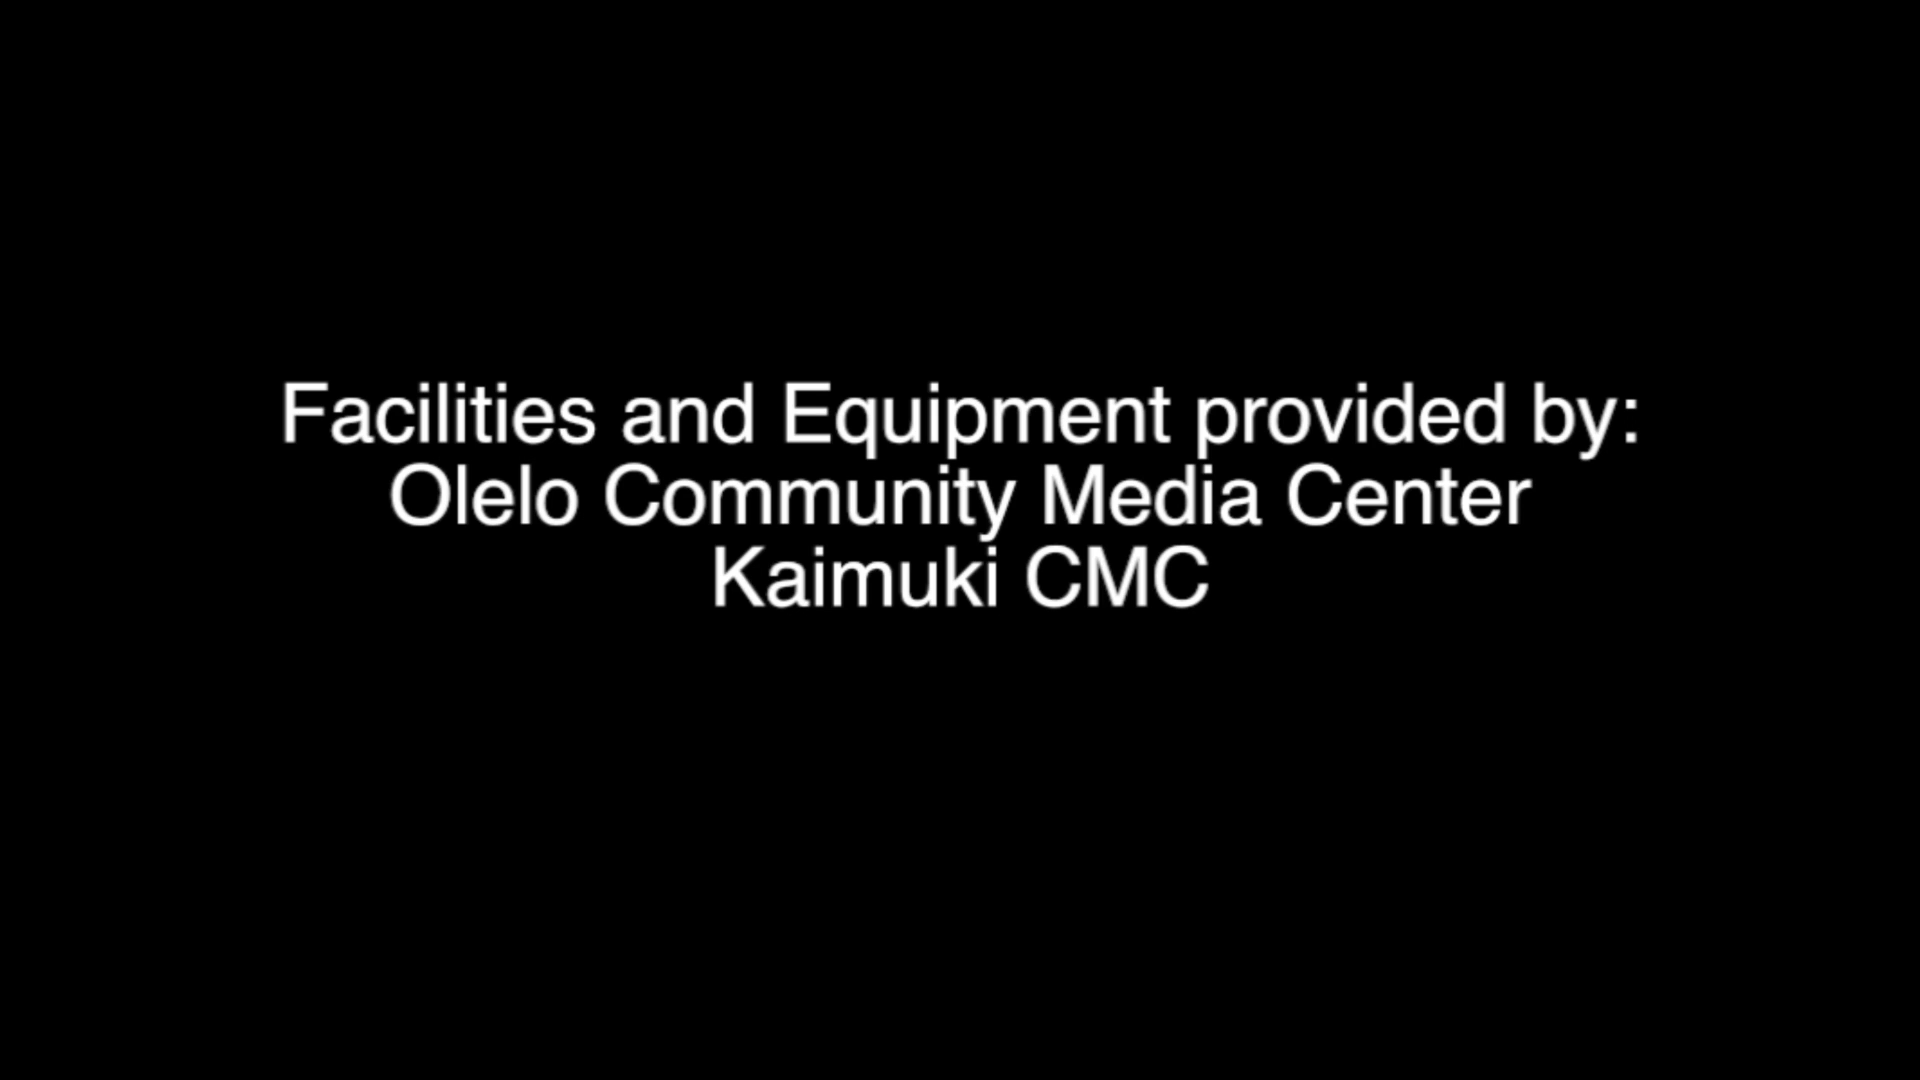 Facilities and Equipment provided by:
Olelo Community Media Center
Kaimuki CMC